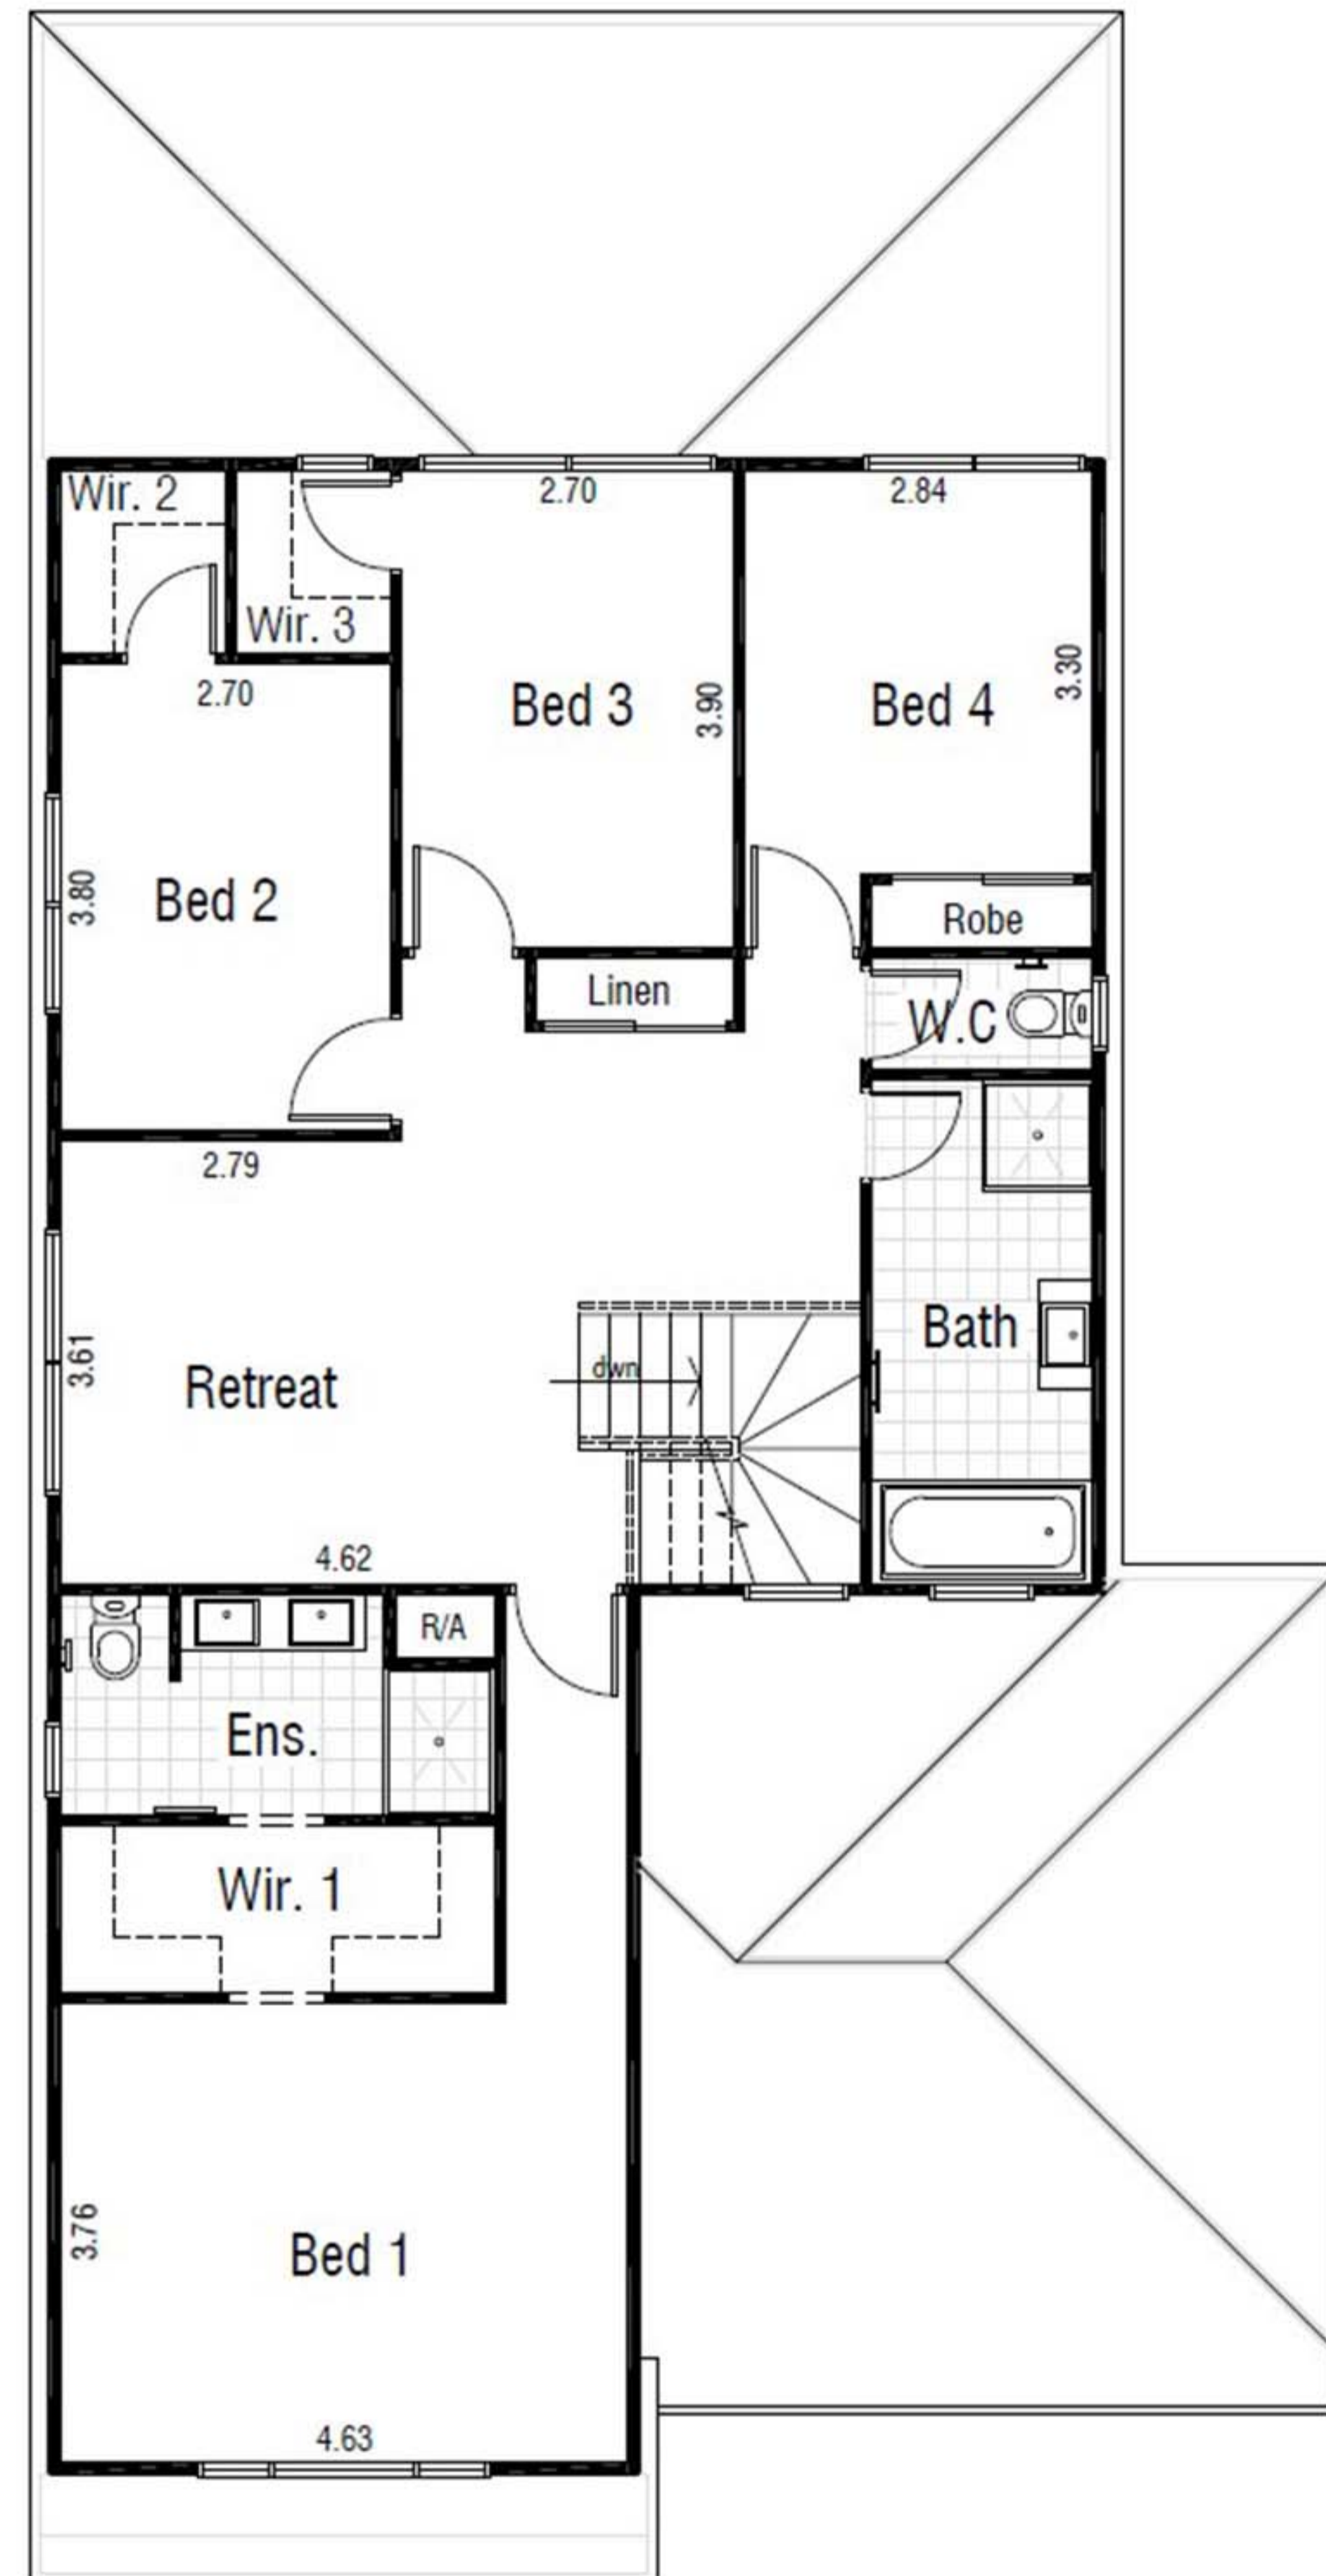 Wir. 2
2.70
2.84
Wir. 3
3.30
2.70
3.90
Bed 3
Bed 4
3.80
Bed 2
Robe
Linen
W.C
2.79
Bath
3.61
dwn
Retreat
4.62
R/A
Ens.
Wir. 1
3.76
Bed 1
4.63